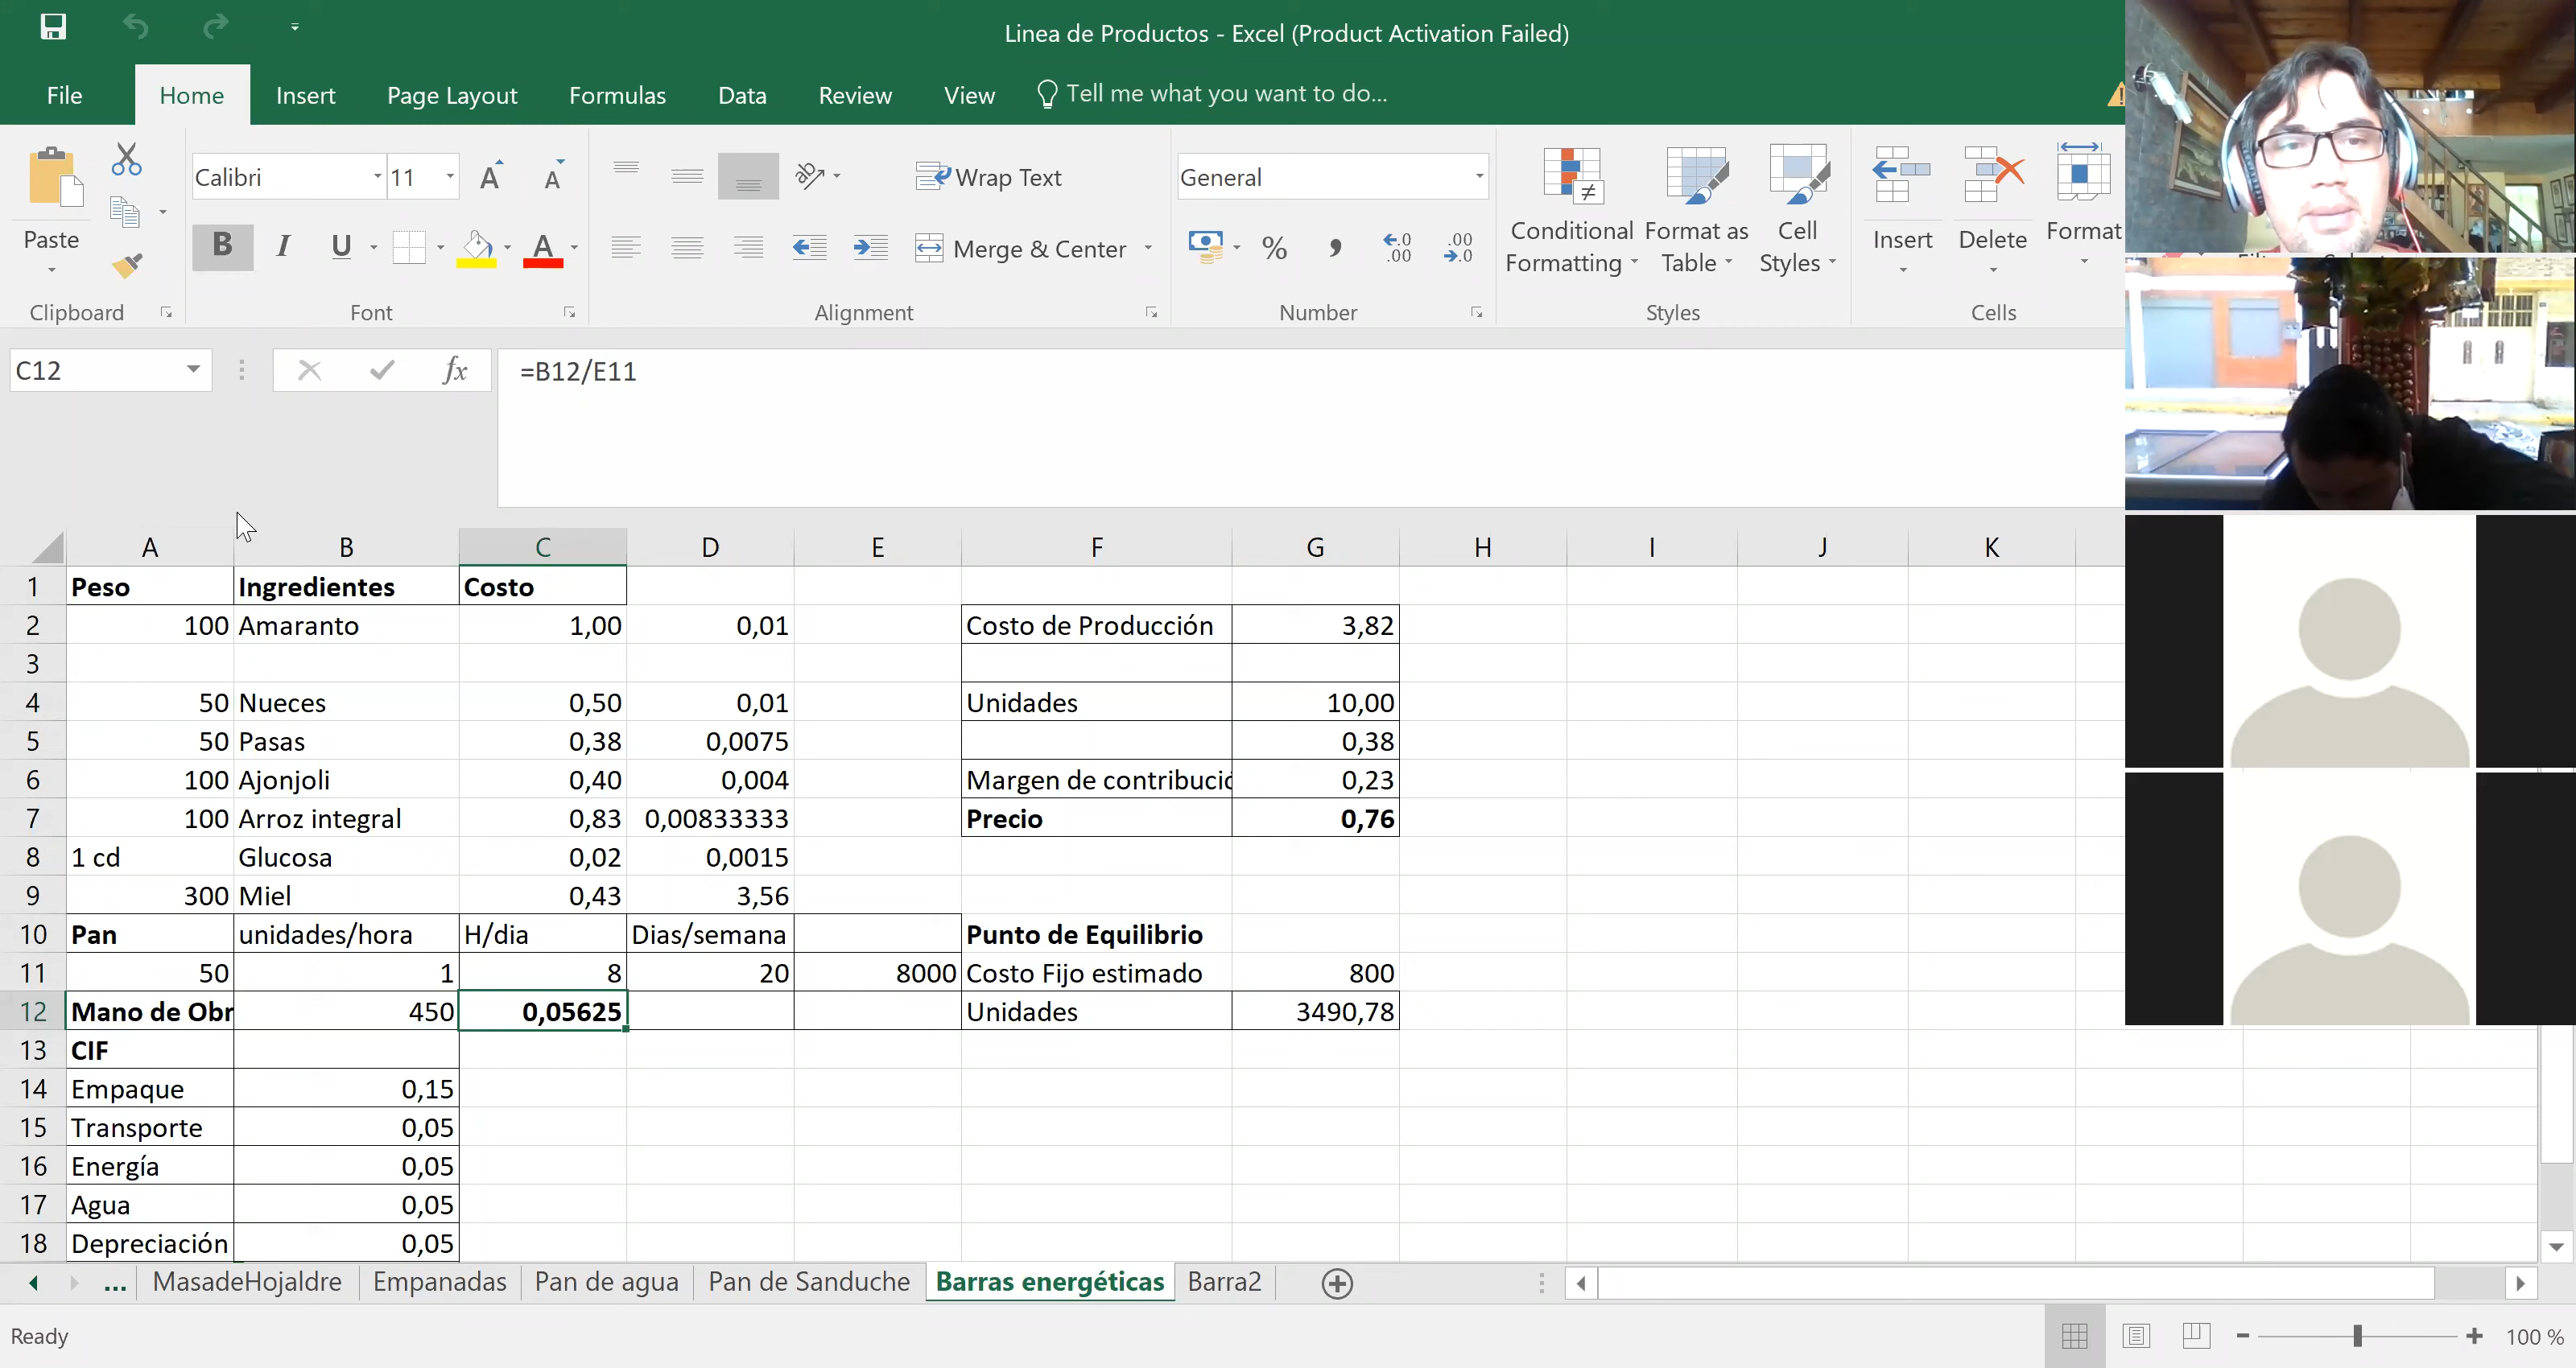 Linea de Productos - Excel (Product Activation Failed)
File Home Insert Page Layout Formulas Data Review View Tell me what you want to do...
Paste
Calibri 11
B I U A
Wrap Text
Merge & Center
General
% ,
Conditional Formatting
Format as Table
Cell Styles
Insert Delete Format
Clipboard Font Alignment Number Styles Cells
C12 fx =B12/E11
A B C D E F G H I J K
1 Peso Ingredientes Costo
2 100 Amaranto 1,00 0,01 Costo de Producción 3,82
3
4 50 Nueces 0,50 0,01 Unidades 10,00
5 50 Pasas 0,38 0,0075 0,38
6 100 Ajonjoli 0,40 0,004 Margen de contribució 0,23
7 100 Arroz integral 0,83 0,00833333 Precio 0,76
8 1 cd Glucosa 0,02 0,0015
9 300 Miel 0,43 3,56
10 Pan unidades/hora H/dia Dias/semana Punto de Equilibrio
11 50 1 8 20 8000 Costo Fijo estimado 800
12 Mano de Obr 450 0,05625 Unidades 3490,78
13 CIF
14 Empaque 0,15
15 Transporte 0,05
16 Energía 0,05
17 Agua 0,05
18 Depreciación 0,05
... MasadeHojaldre Empanadas Pan de agua Pan de Sanduche Barras energéticas Barra2
Ready 100 %